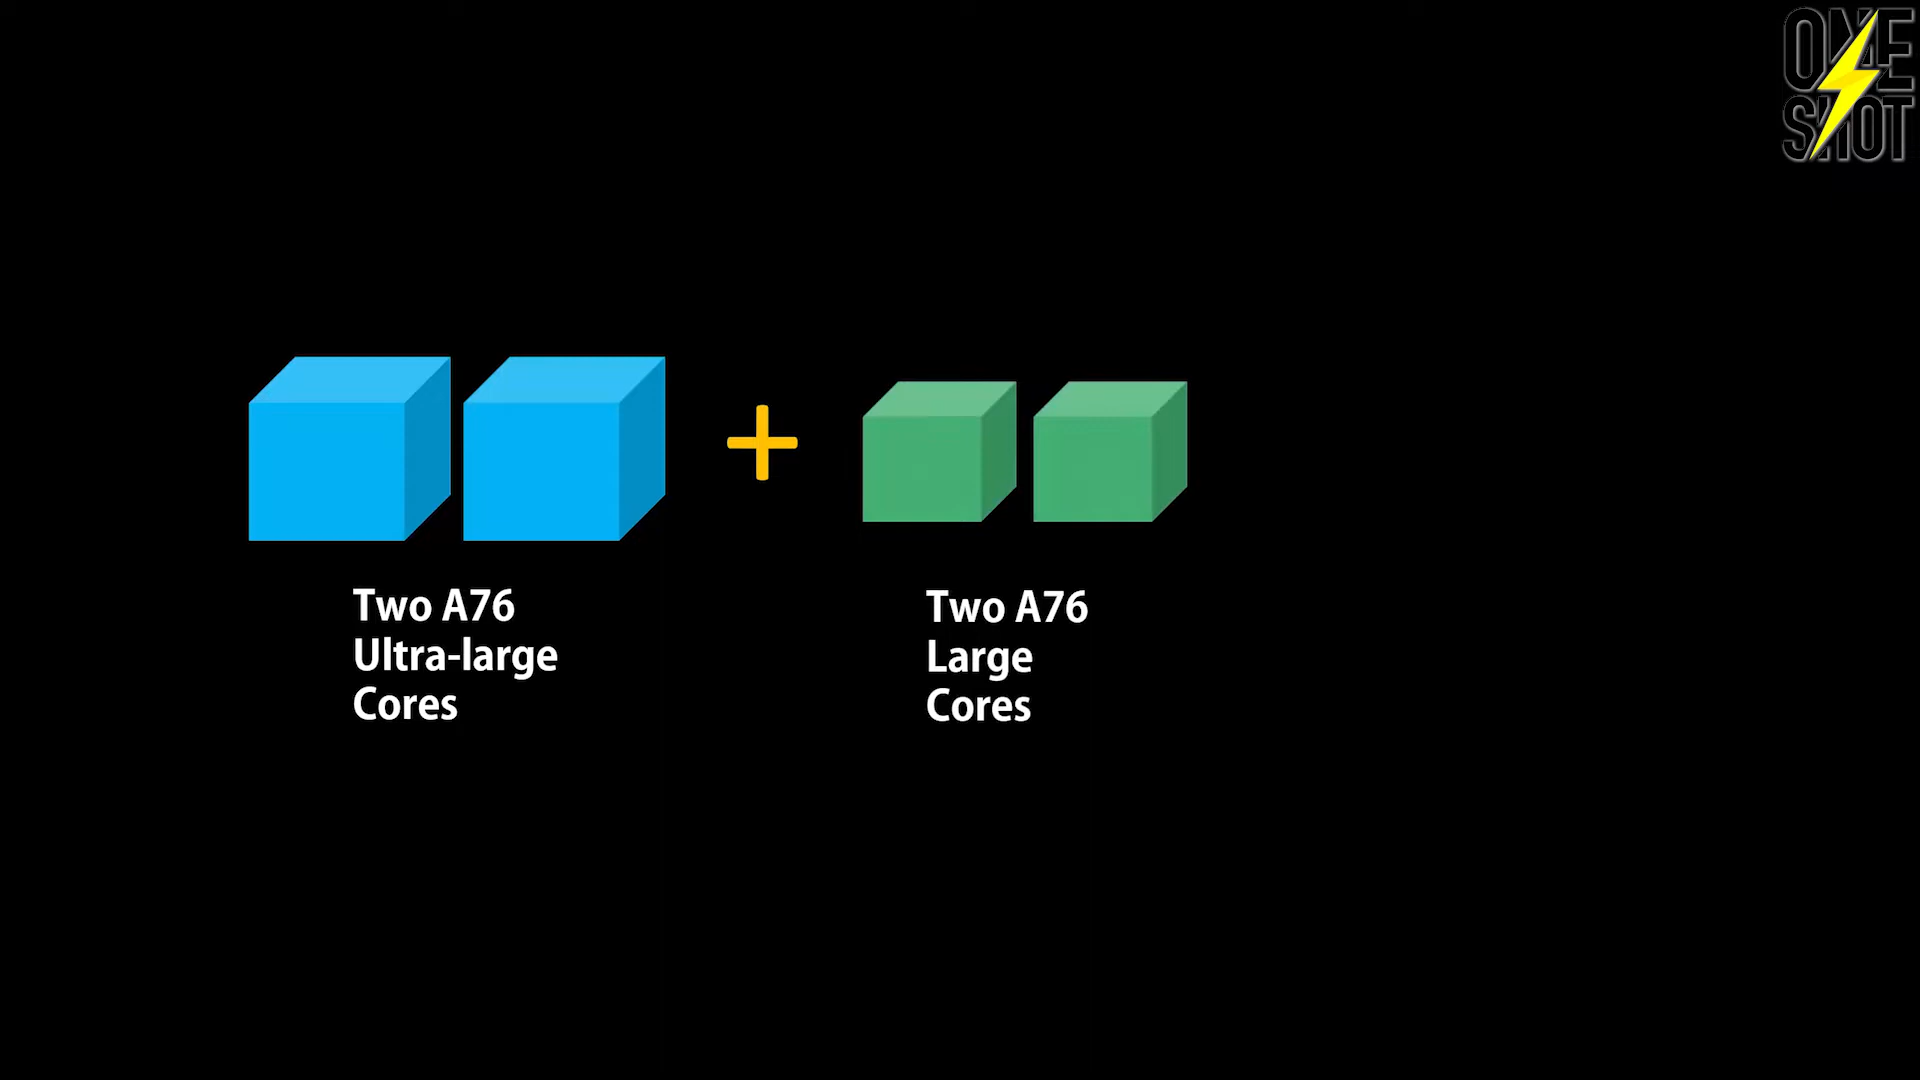 ONE
SHOT
Two A76
Ultra-large
Cores
+
Two A76
Large
Cores